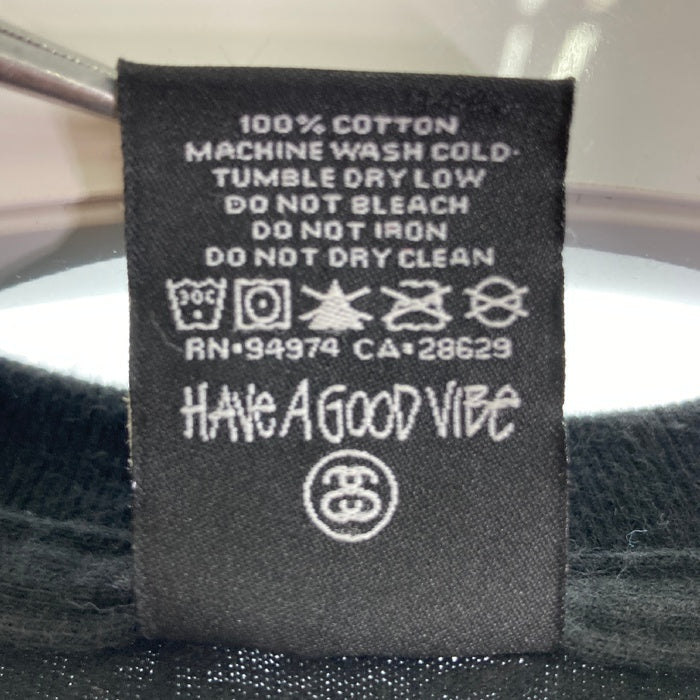 100% COTTON
MACHINE WASH COLD
TUMBLE DRY LOW
DO NOT BLEACH
DO NOT IRON
DO NOT DRY CLEAN
30C
RN•94974 CA•28629
HAVE A GOOD VIBE